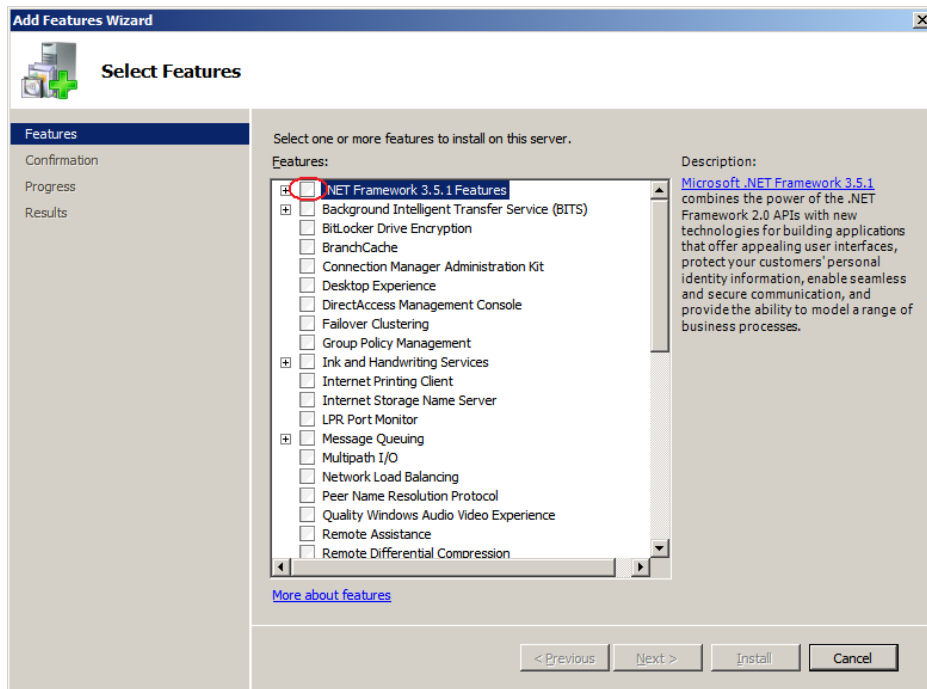 Add Features Wizard
Select Features
Features
Confirmation
Progress
Results
Select one or more features to install on this server.
Features:
.NET Framework 3.5.1 Features
Background Intelligent Transfer Service (BITS)
BitLocker Drive Encryption
BranchCache
Connection Manager Administration Kit
Desktop Experience
DirectAccess Management Console
Failover Clustering
Group Policy Management
Ink and Handwriting Services
Internet Printing Client
Internet Storage Name Server
LPR Port Monitor
Message Queuing
Multipath I/O
Network Load Balancing
Peer Name Resolution Protocol
Quality Windows Audio Video Experience
Remote Assistance
Remote Differential Compression
More about features
Description:
Microsoft .NET Framework 3.5.1
combines the power of the .NET
Framework 2.0 APIs with new
technologies for building applications
that offer appealing user interfaces,
protect your customers' personal
identity information, enable seamless
and secure communication, and
provide the ability to model a range of
business processes.
< Previous
Next >
Install
Cancel